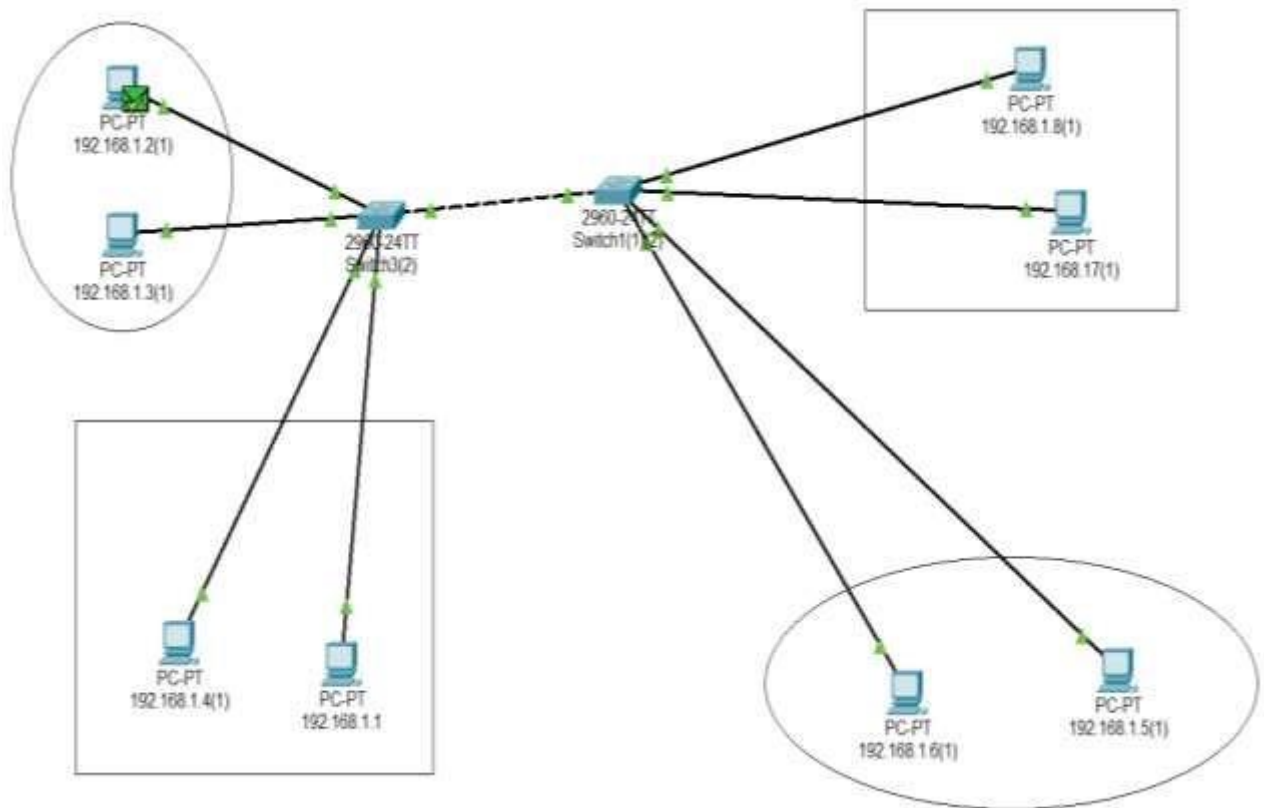 PC-PT
192.168.1.2(1)
PC-PT
192.168.1.3(1)
2960-24TT
Switch3(2)
2960-24TT
Switch1(1)(2)
PC-PT
192.168.1.8(1)
PC-PT
192.168.17(1)
PC-PT
192.168.1.4(1)
PC-PT
192.168.1.1
PC-PT
192.168.1.6(1)
PC-PT
192.168.1.5(1)